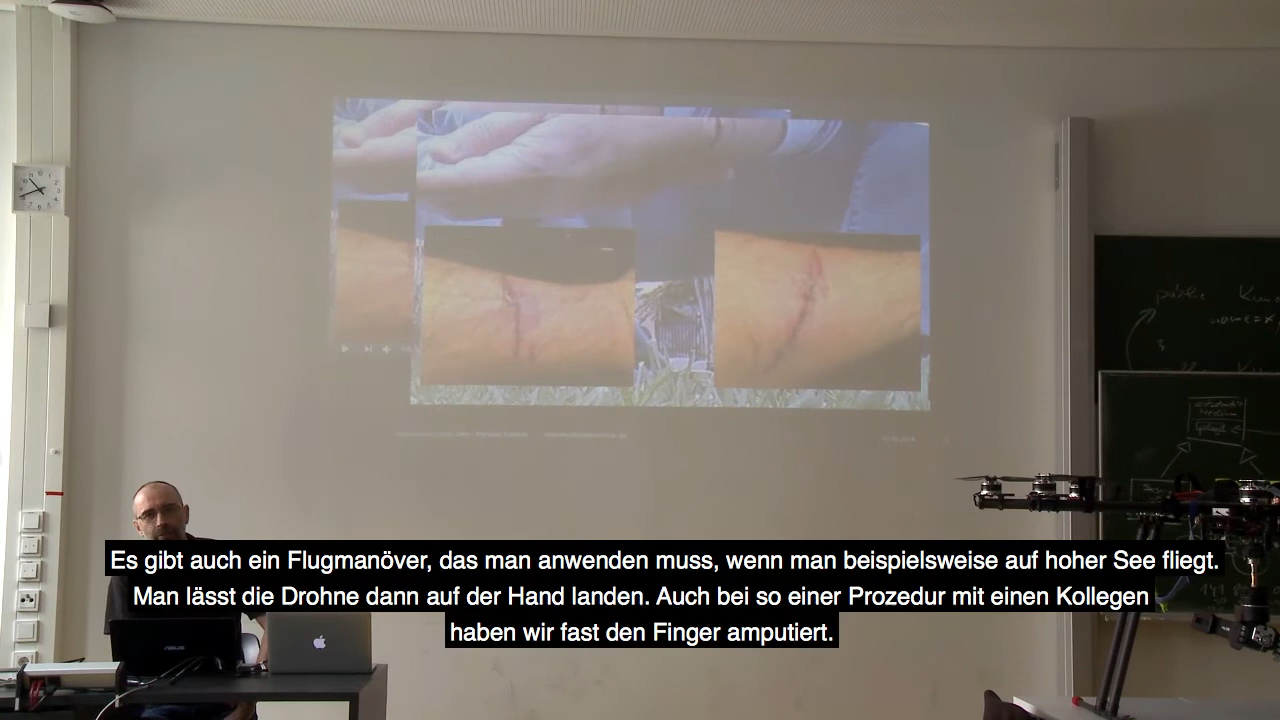 Es gibt auch ein Flugmanöver, das man anwenden muss, wenn man beispielsweise auf hoher See fliegt.
Man lässt die Drohne dann auf der Hand landen. Auch bei so einer Prozedur mit einen Kollegen
haben wir fast den Finger amputiert.
ASUS